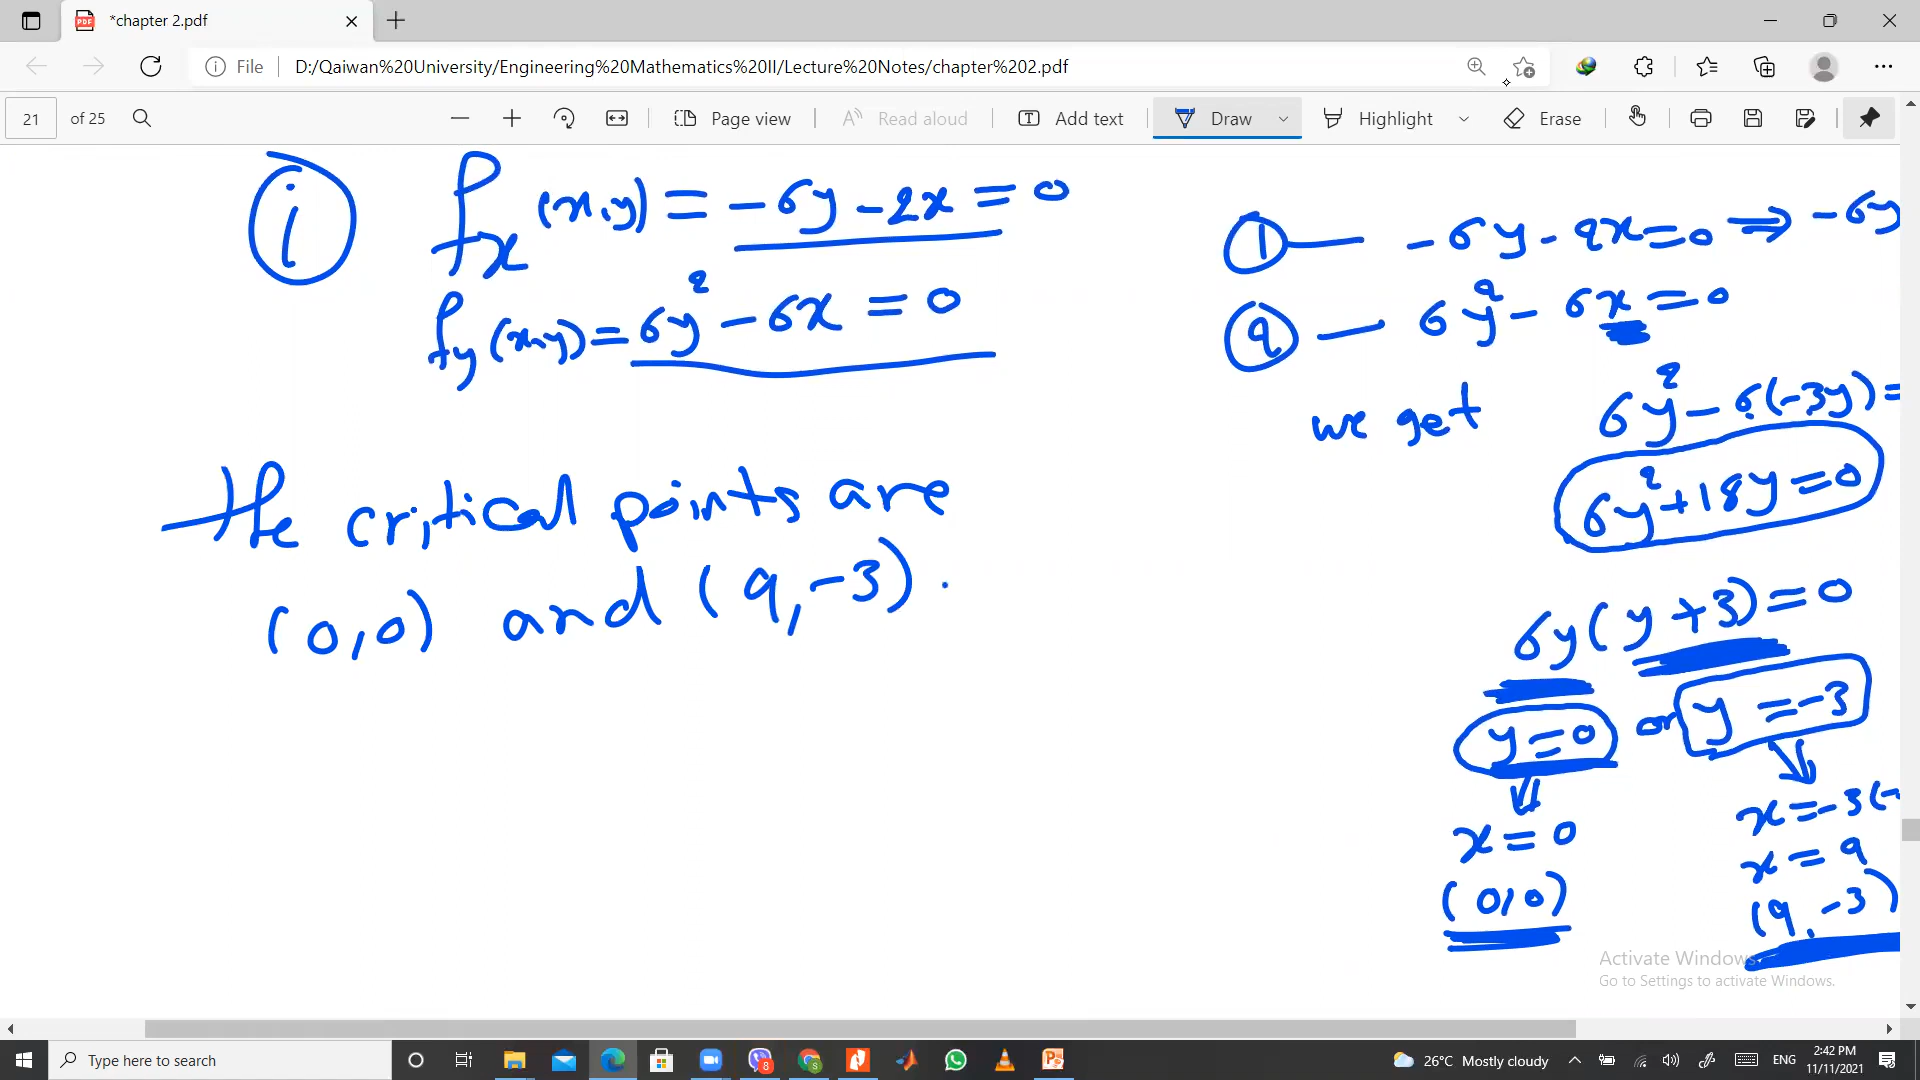 *chapter 2.pdf
File D:/Qaiwan%20University/Engineering%20Mathematics%20II/Lecture%20Notes/chapter%202.pdf
21 of 25 Page view Read aloud Add text Draw Highlight Erase
i
fx (x,y) = -6y - 2x = 0
fy (x,y) = 6y² - 6x = 0
the critical points are
(0,0) and (9,-3).
① — -6y - 2x = 0 ⇒ -6y
② — 6y² - 6x = 0
we get 6y² - 6(-3y) =
6y² + 18y = 0
6y(y+3) = 0
y = 0 or y = -3
x = 0
(0,0)
x = -3(-
x = 9
(9, -3)
Activate Windows
Go to Settings to activate Windows.
Type here to search
26°C Mostly cloudy
ENG
2:42 PM
11/11/2021